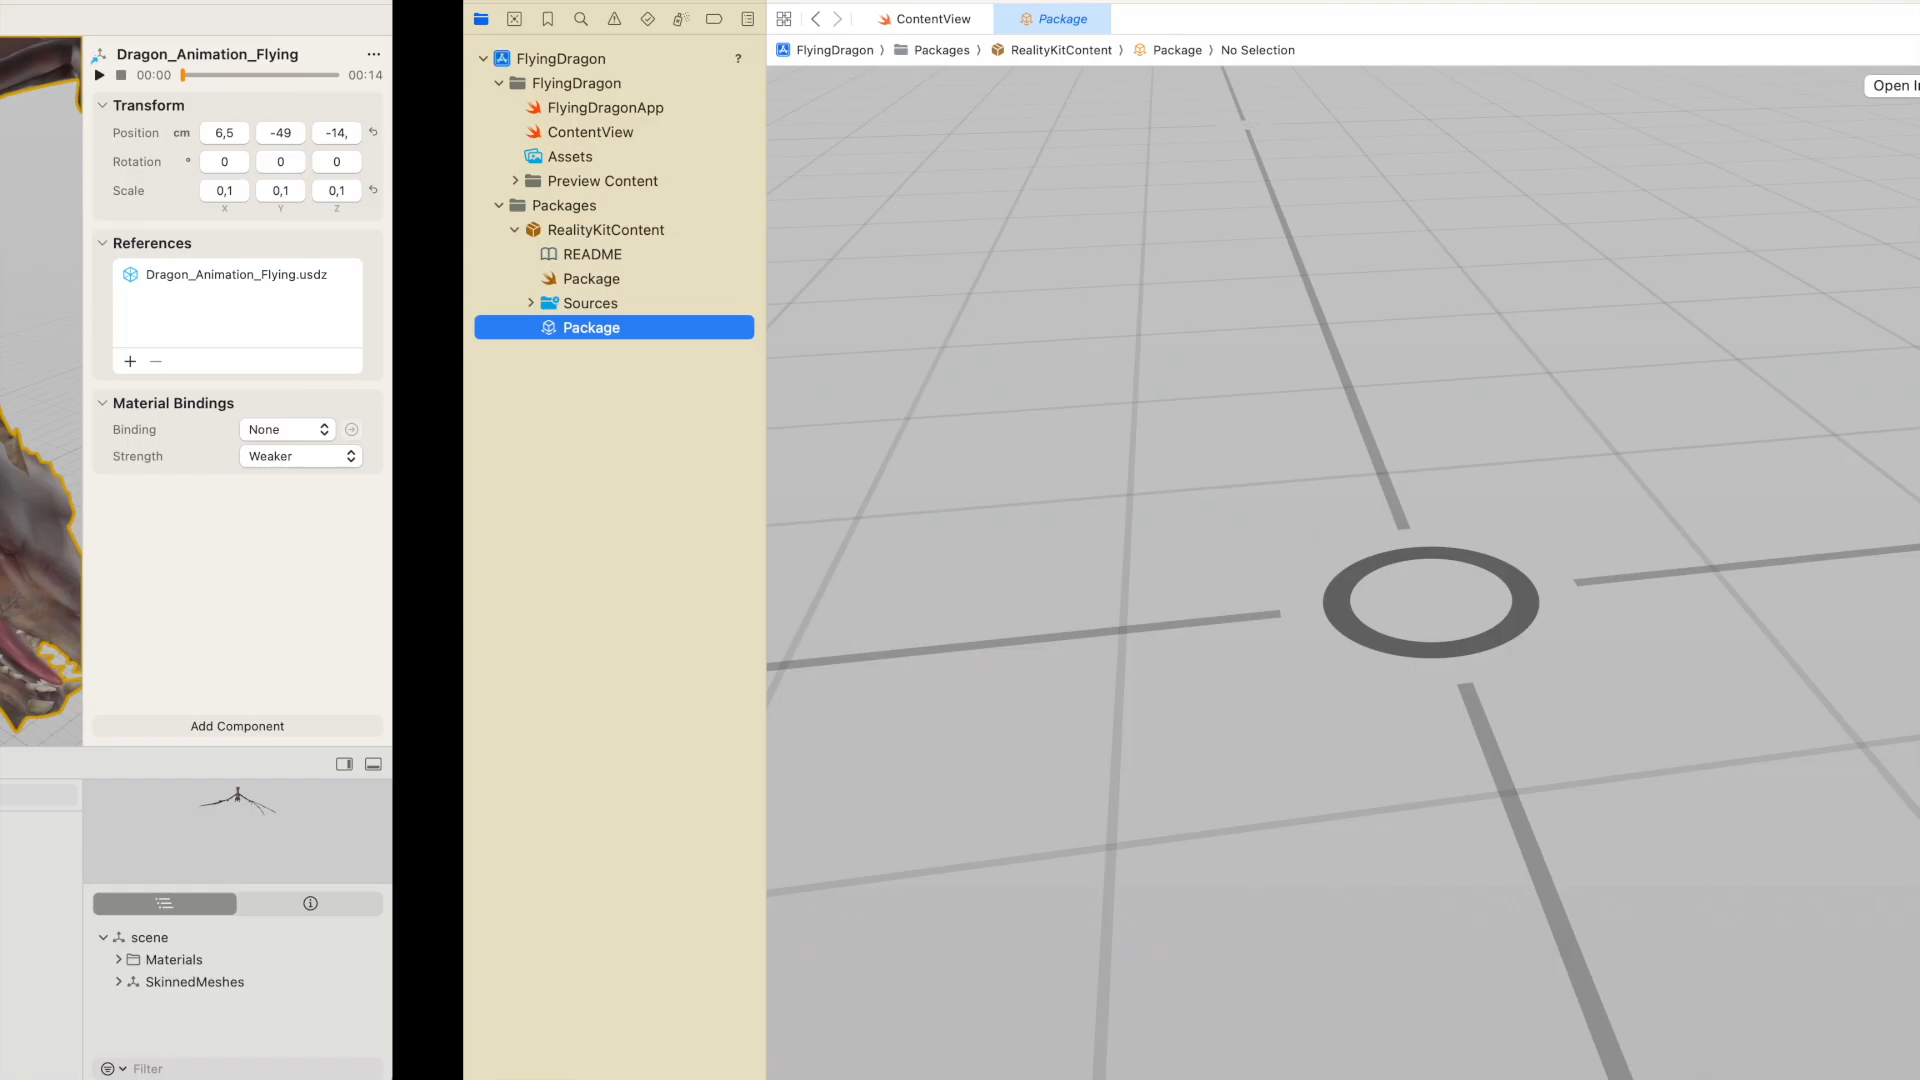 Dragon_Animation_Flying
00:00
00:14
Transform
Position cm 6,5 -49 -14,
Rotation ° 0 0 0
Scale 0,1 0,1 0,1
X Y Z
References
Dragon_Animation_Flying.usdz
+ −
Material Bindings
Binding None
Strength Weaker
Add Component
scene
Materials
SkinnedMeshes
Filter
FlyingDragon ?
FlyingDragon
FlyingDragonApp
ContentView
Assets
Preview Content
Packages
RealityKitContent
README
Package
Sources
Package
ContentView
Package
FlyingDragon 〉 Packages 〉 RealityKitContent 〉 Package 〉 No Selection
Open